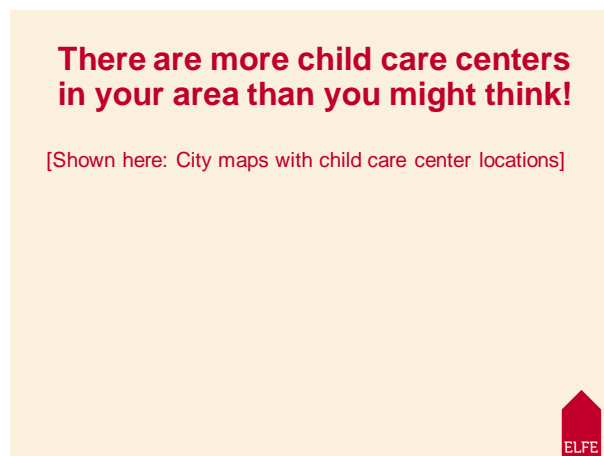 There are more child care centers
in your area than you might think!
[Shown here: City maps with child care center locations]
ELFE